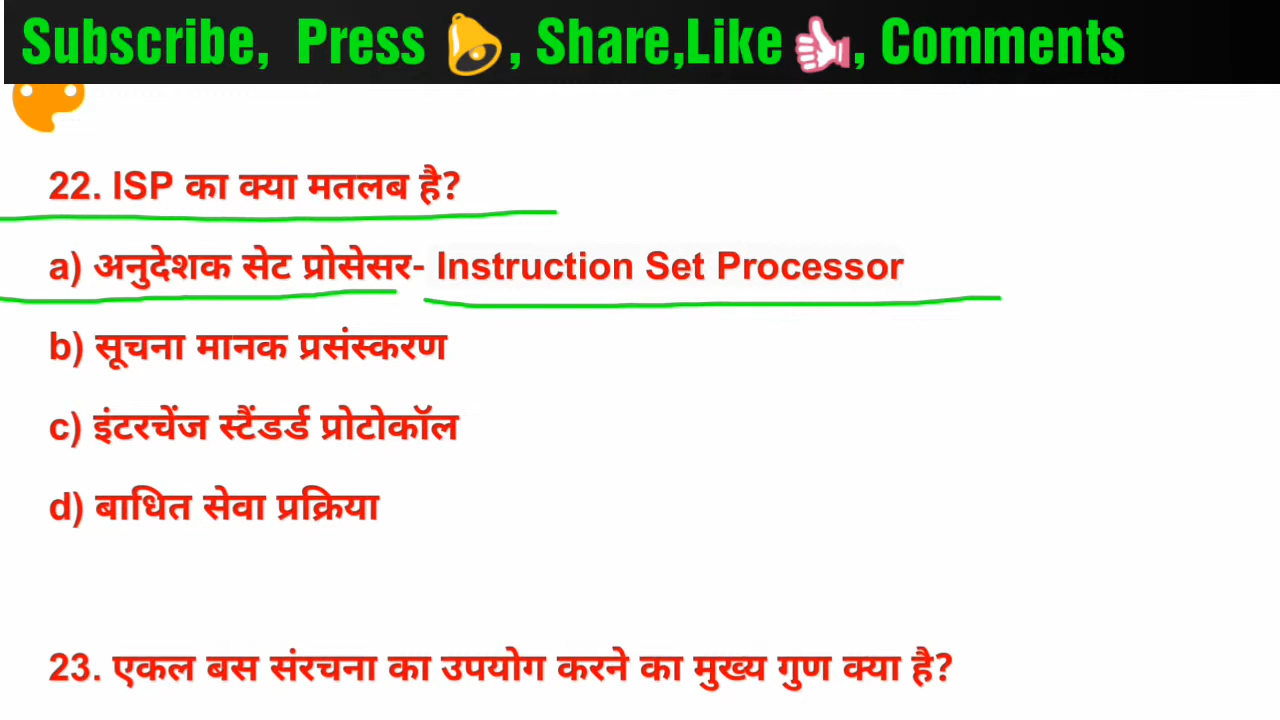 Subscribe, Press 🔔, Share,Like 👍, Comments
22. ISP का क्या मतलब है?
a) अनुदेशक सेट प्रोसेसर- Instruction Set Processor
b) सूचना मानक प्रसंस्करण
c) इंटरचेंज स्टैंडर्ड प्रोटोकॉल
d) बाधित सेवा प्रक्रिया
23. एकल बस संरचना का उपयोग करने का मुख्य गुण क्या है?